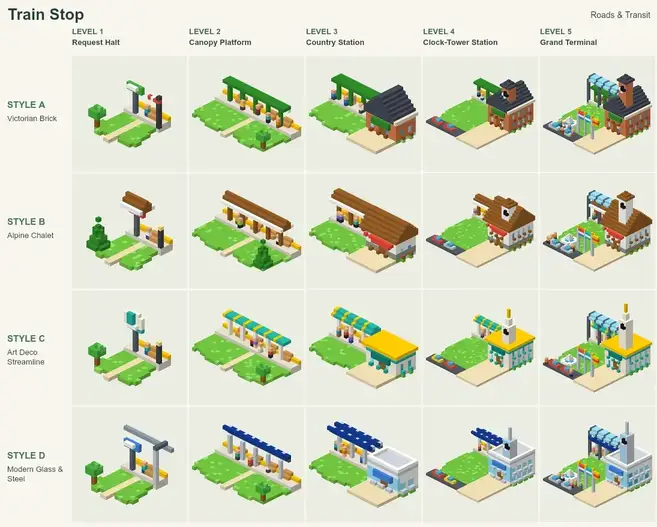 Train Stop
Roads & Transit
LEVEL 1
Request Halt
LEVEL 2
Canopy Platform
LEVEL 3
Country Station
LEVEL 4
Clock-Tower Station
LEVEL 5
Grand Terminal
STYLE A
Victorian Brick
STYLE B
Alpine Chalet
STYLE C
Art Deco
Streamline
STYLE D
Modern Glass &
Steel